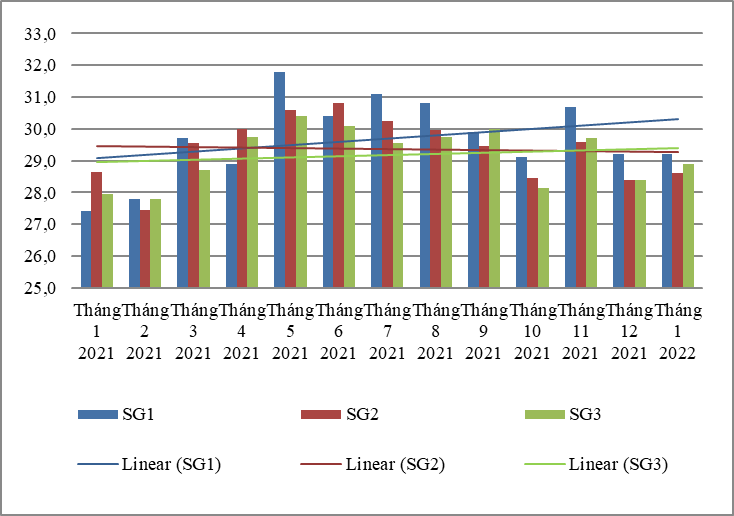 33,0
32,0
31,0
30,0
29,0
28,0
27,0
26,0
25,0
Tháng Tháng Tháng Tháng Tháng Tháng Tháng Tháng Tháng Tháng Tháng Tháng Tháng
1 2 3 4 5 6 7 8 9 10 11 12 1
2021 2021 2021 2021 2021 2021 2021 2021 2021 2021 2021 2021 2022
SG1 SG2 SG3
Linear (SG1) Linear (SG2) Linear (SG3)